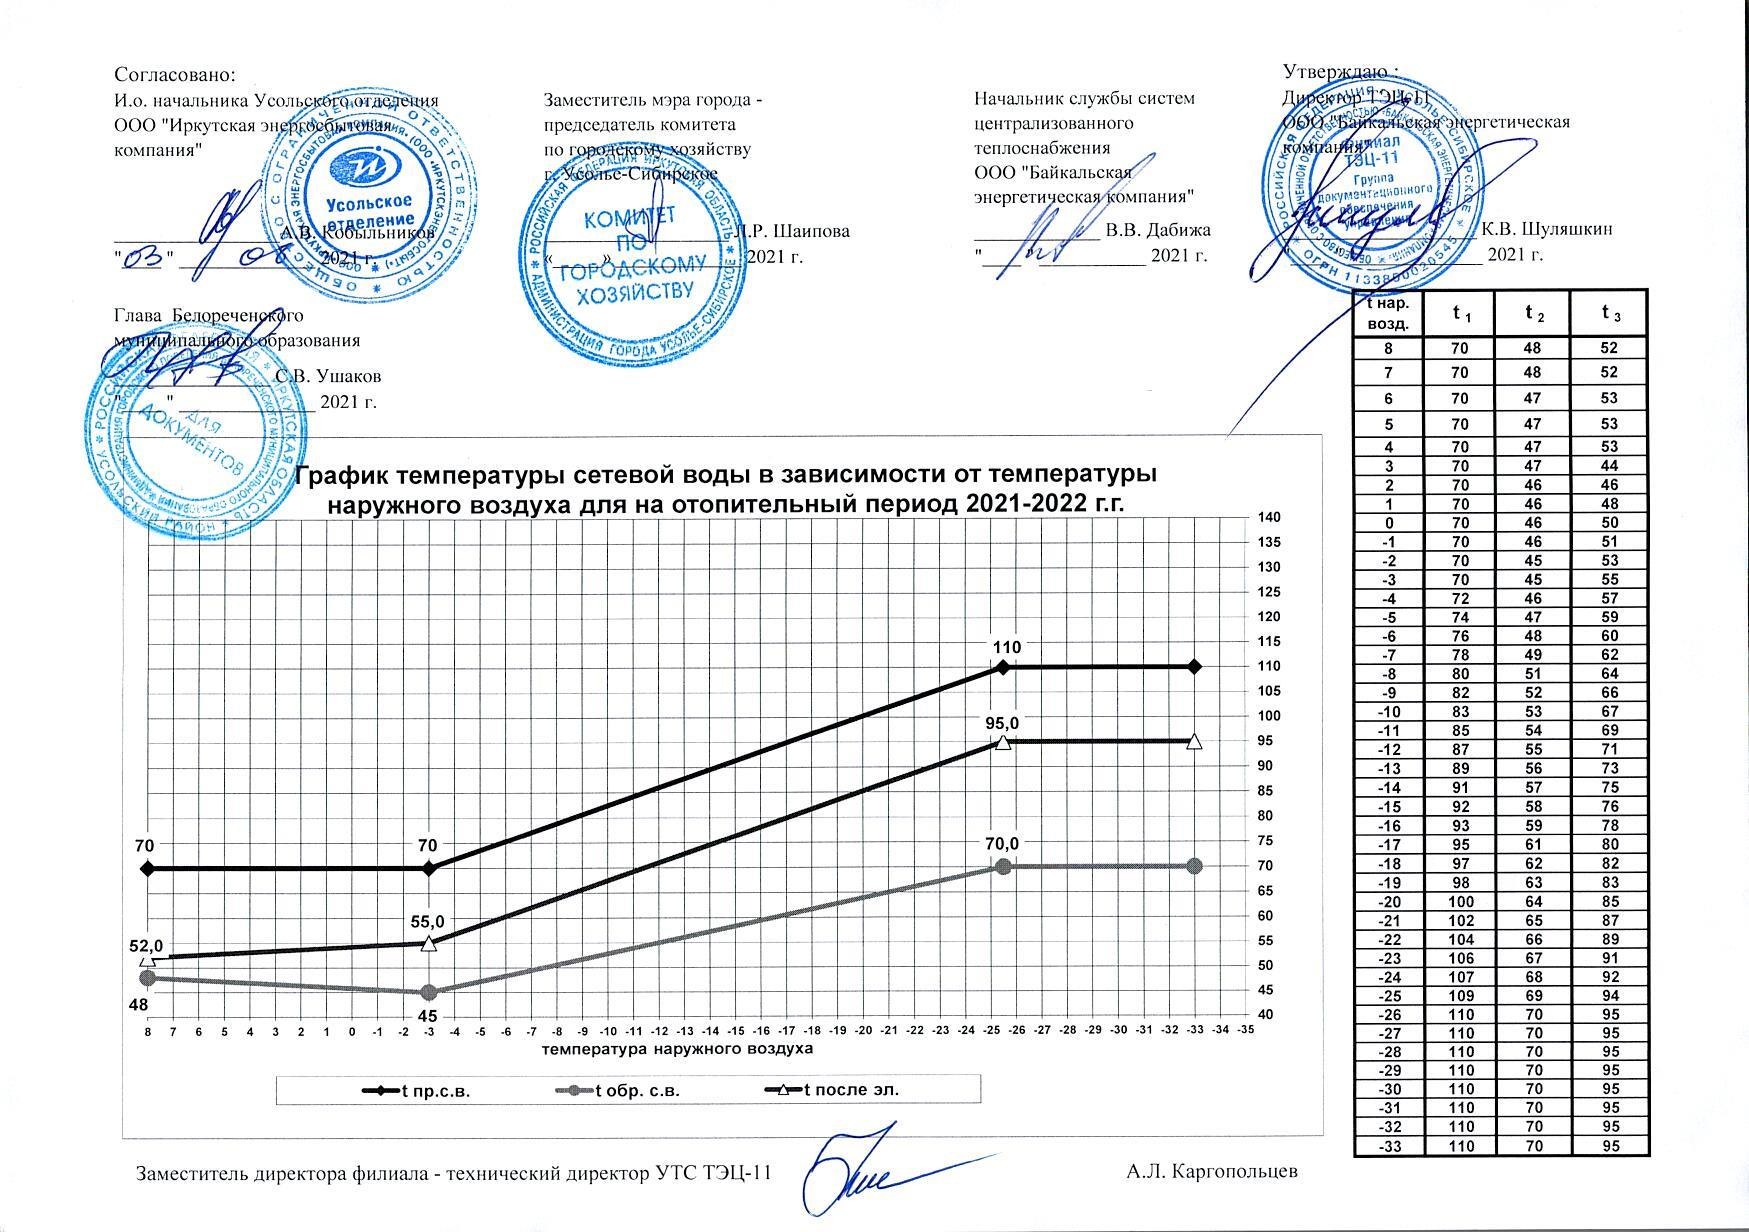 Согласовано:
И.о. начальника Усольского отделения
ООО "Иркутская энергосбытовая
компания"
А.В. Кобыльников
"03" 06 2021 г.
Заместитель мэра города -
председатель комитета
по городскому хозяйству
г. Усолье-Сибирское
Л.Р. Шаипова
« » 2021 г.
Начальник службы систем
централизованного
теплоснабжения
ООО "Байкальская
энергетическая компания"
В.В. Дабижа
" " 2021 г.
Утверждаю :
Директор ТЭЦ-11
ООО "Байкальская энергетическая
компания"
К.В. Шуляшкин
2021 г.
Глава Белореченского
муниципального образования
С.В. Ушаков
" " 2021 г.
Усольское
отделение
КОМИТЕТ
ПО
ГОРОДСКОМУ
ХОЗЯЙСТВУ
РОССИЙСКАЯ ФЕДЕРАЦИЯ ИРКУТСКАЯ ОБЛАСТЬ
АДМИНИСТРАЦИЯ ГОРОДА УСОЛЬЕ-СИБИРСКОЕ
филиал
ТЭЦ-11
Группа
документационного
обеспечения
управления
ОГРН 1133850020545
ДЛЯ
ДОКУМЕНТОВ
График температуры сетевой воды в зависимости от температуры
наружного воздуха для на отопительный период 2021-2022 г.г.
140
135
130
125
120
115
110
105
100
95
90
85
80
75
70
65
60
55
50
45
40
110
95,0
70,0
70
70
55,0
52,0
48
45
8 7 6 5 4 3 2 1 0 -1 -2 -3 -4 -5 -6 -7 -8 -9 -10 -11 -12 -13 -14 -15 -16 -17 -18 -19 -20 -21 -22 -23 -24 -25 -26 -27 -28 -29 -30 -31 -32 -33 -34 -35
температура наружного воздуха
t пр.с.в. t обр. с.в. t после эл.
t нар. возд. t 1 t 2 t 3
8 70 48 52
7 70 48 52
6 70 47 53
5 70 47 53
4 70 47 53
3 70 47 44
2 70 46 46
1 70 46 48
0 70 46 50
-1 70 46 51
-2 70 45 53
-3 70 45 55
-4 72 46 57
-5 74 47 59
-6 76 48 60
-7 78 49 62
-8 80 51 64
-9 82 52 66
-10 83 53 67
-11 85 54 69
-12 87 55 71
-13 89 56 73
-14 91 57 75
-15 92 58 76
-16 93 59 78
-17 95 61 80
-18 97 62 82
-19 98 63 83
-20 100 64 85
-21 102 65 87
-22 104 66 89
-23 106 67 91
-24 107 68 92
-25 109 69 94
-26 110 70 95
-27 110 70 95
-28 110 70 95
-29 110 70 95
-30 110 70 95
-31 110 70 95
-32 110 70 95
-33 110 70 95
Заместитель директора филиала - технический директор УТС ТЭЦ-11
А.Л. Каргопольцев